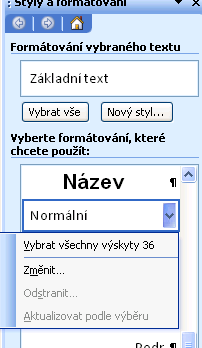 Styly a formátování
Formátování vybraného textu
Základní text
Vybrat vše
Nový styl...
Vyberte formátování, které
chcete použít:
Název ¶
Normální
Vybrat všechny výskyty 36
Změnit...
Odstranit...
Aktualizovat podle výběru